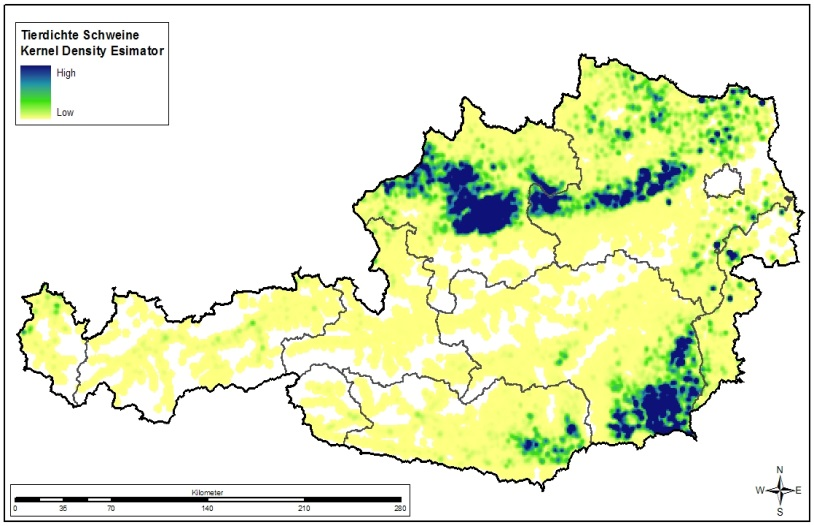 Tierdichte Schweine
Kernel Density Esimator
High
Low
N
W E
S
Kilometer
0 35 70 140 210 280